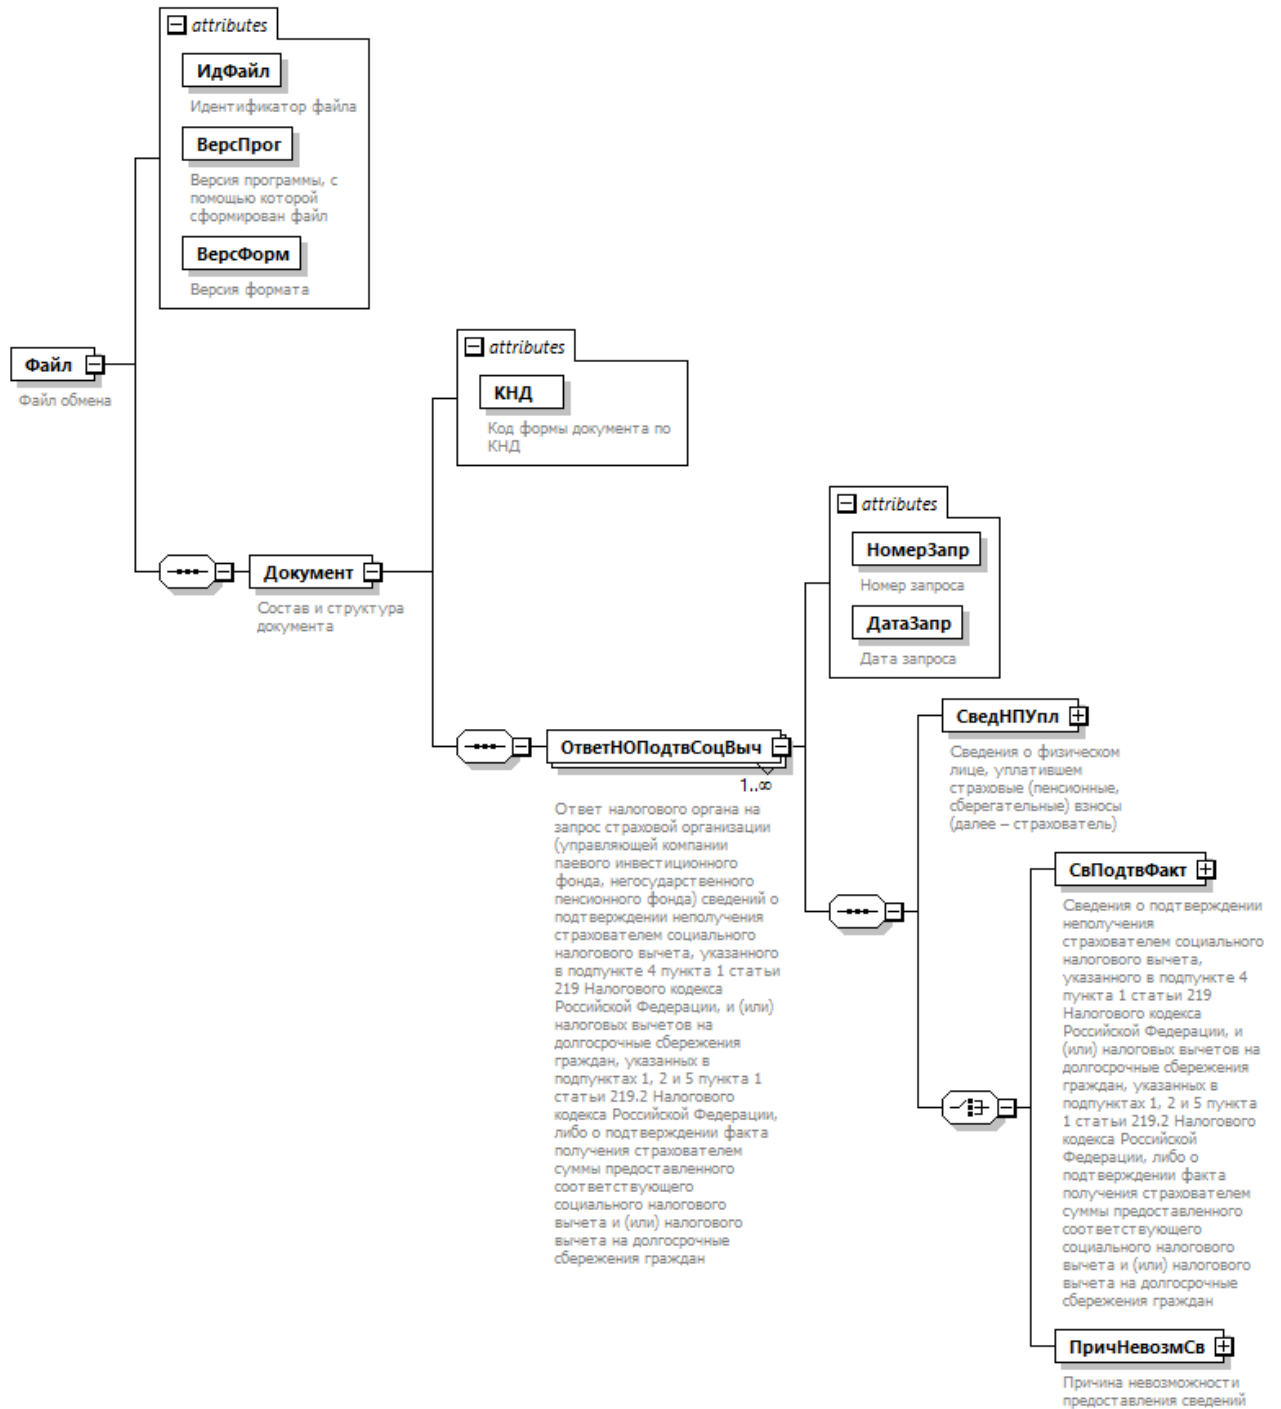 attributes
ИдФайл
Идентификатор файла
ВерсПрог
Версия программы, с
помощью которой
сформирован файл
ВерсФорм
Версия формата
Файл
Файл обмена
attributes
КНД
Код формы документа по
КНД
Документ
Состав и структура
документа
attributes
НомерЗапр
Номер запроса
ДатаЗапр
Дата запроса
ОтветНОПодтвСоцВыч
1..∞
Ответ налогового органа на
запрос страховой организации
(управляющей компании
паевого инвестиционного
фонда, негосударственного
пенсионного фонда) сведений о
подтверждении неполучения
страхователем социального
налогового вычета, указанного
в подпункте 4 пункта 1 статьи
219 Налогового кодекса
Российской Федерации, и (или)
налоговых вычетов на
долгосрочные сбережения
граждан, указанных в
подпунктах 1, 2 и 5 пункта 1
статьи 219.2 Налогового
кодекса Российской Федерации,
либо о подтверждении факта
получения страхователем
суммы предоставленного
соответствующего
социального налогового
вычета и (или) налогового
вычета на долгосрочные
сбережения граждан
СведНПУпл
Сведения о физическом
лице, уплатившем
страховые (пенсионные,
сберегательные) взносы
(далее – страхователь)
СвПодтвФакт
Сведения о подтверждении
неполучения
страхователем социального
налогового вычета,
указанного в подпункте 4
пункта 1 статьи 219
Налогового кодекса
Российской Федерации, и
(или) налоговых вычетов на
долгосрочные сбережения
граждан, указанных в
подпунктах 1, 2 и 5 пункта
1 статьи 219.2 Налогового
кодекса Российской
Федерации, либо о
подтверждении факта
получения страхователем
суммы предоставленного
соответствующего
социального налогового
вычета и (или) налогового
вычета на долгосрочные
сбережения граждан
ПричНевозмСв
Причина невозможности
предоставления сведений